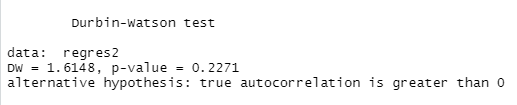 Durbin-Watson test
data:  regres2
DW = 1.6148, p-value = 0.2271
alternative hypothesis: true autocorrelation is greater than 0